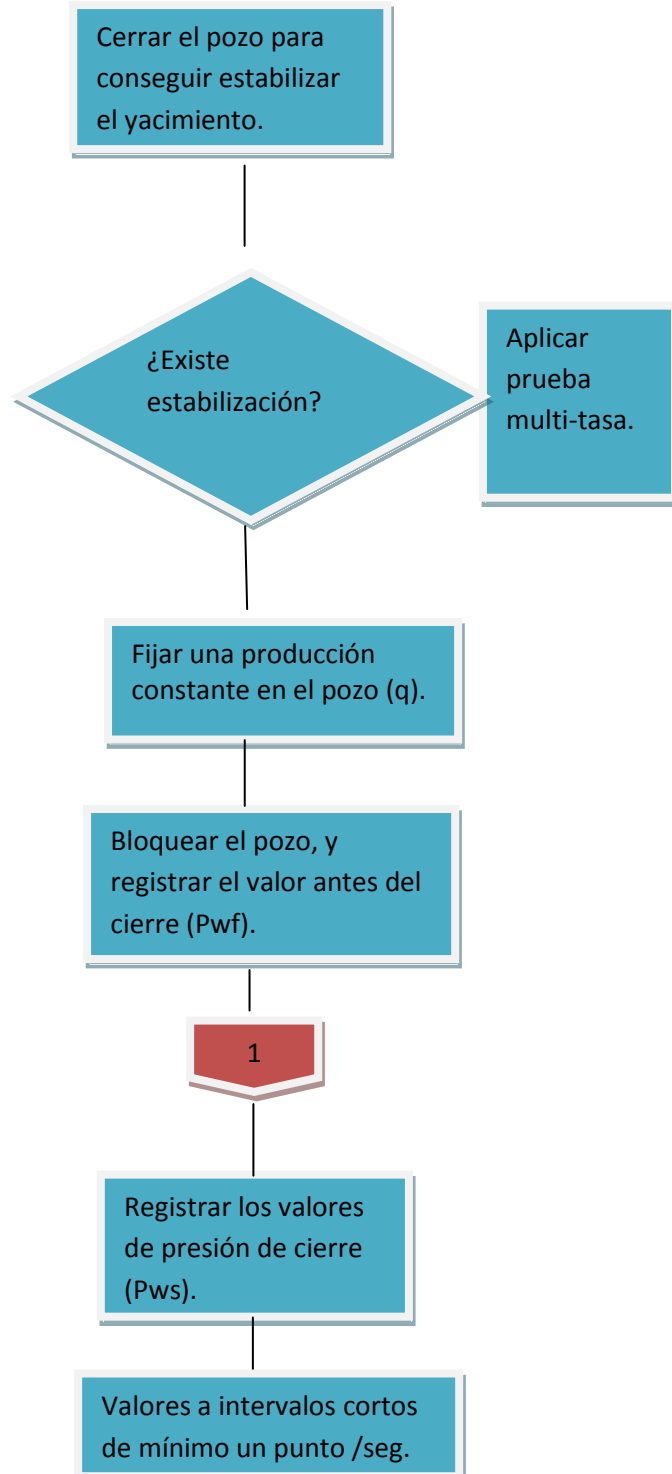 Cerrar el pozo para
conseguir estabilizar
el yacimiento.
¿Existe
estabilización?
Aplicar
prueba
multi-tasa.
Fijar una producción
constante en el pozo (q).
Bloquear el pozo, y
registrar el valor antes del
cierre (Pwf).
1
Registrar los valores
de presión de cierre
(Pws).
Valores a intervalos cortos
de mínimo un punto /seg.